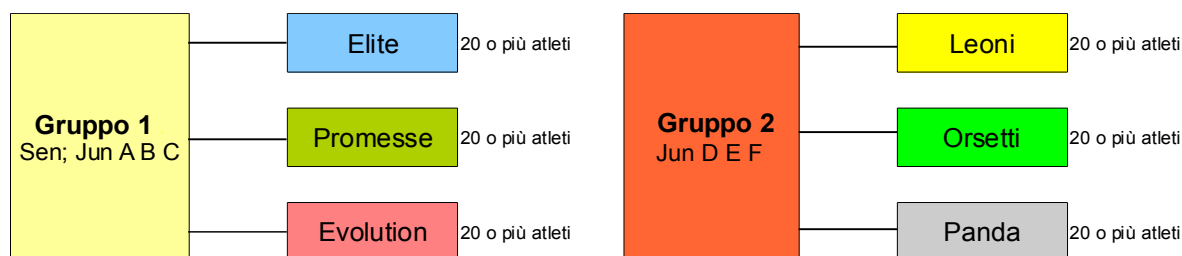 Gruppo 1
Sen; Jun A B C
Elite
20 o più atleti
Promesse
20 o più atleti
Evolution
20 o più atleti
Gruppo 2
Jun D E F
Leoni
20 o più atleti
Orsetti
20 o più atleti
Panda
20 o più atleti